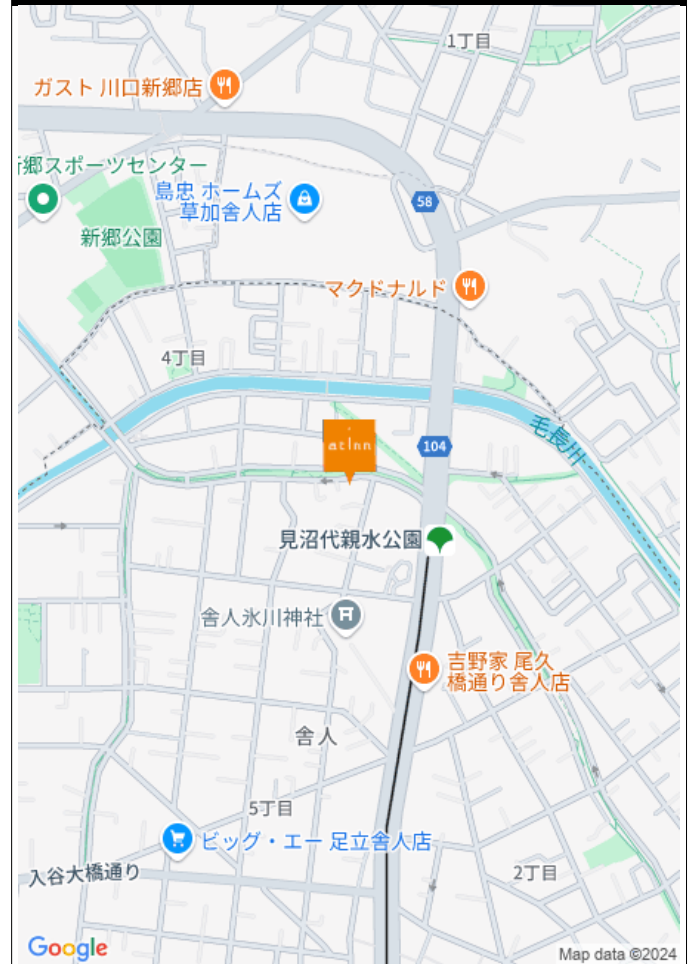 1丁目
ガスト 川口新郷店
郷スポーツセンター
島忠 ホームズ
草加舎人店
58
新郷公園
マクドナルド
4丁目
atinn
104
毛長川
見沼代親水公園
舎人氷川神社
吉野家 尾久
橋通り舎人店
舎人
5丁目
ビッグ・エー 足立舎人店
入谷大橋通り
2丁目
Google
Map data ©2024